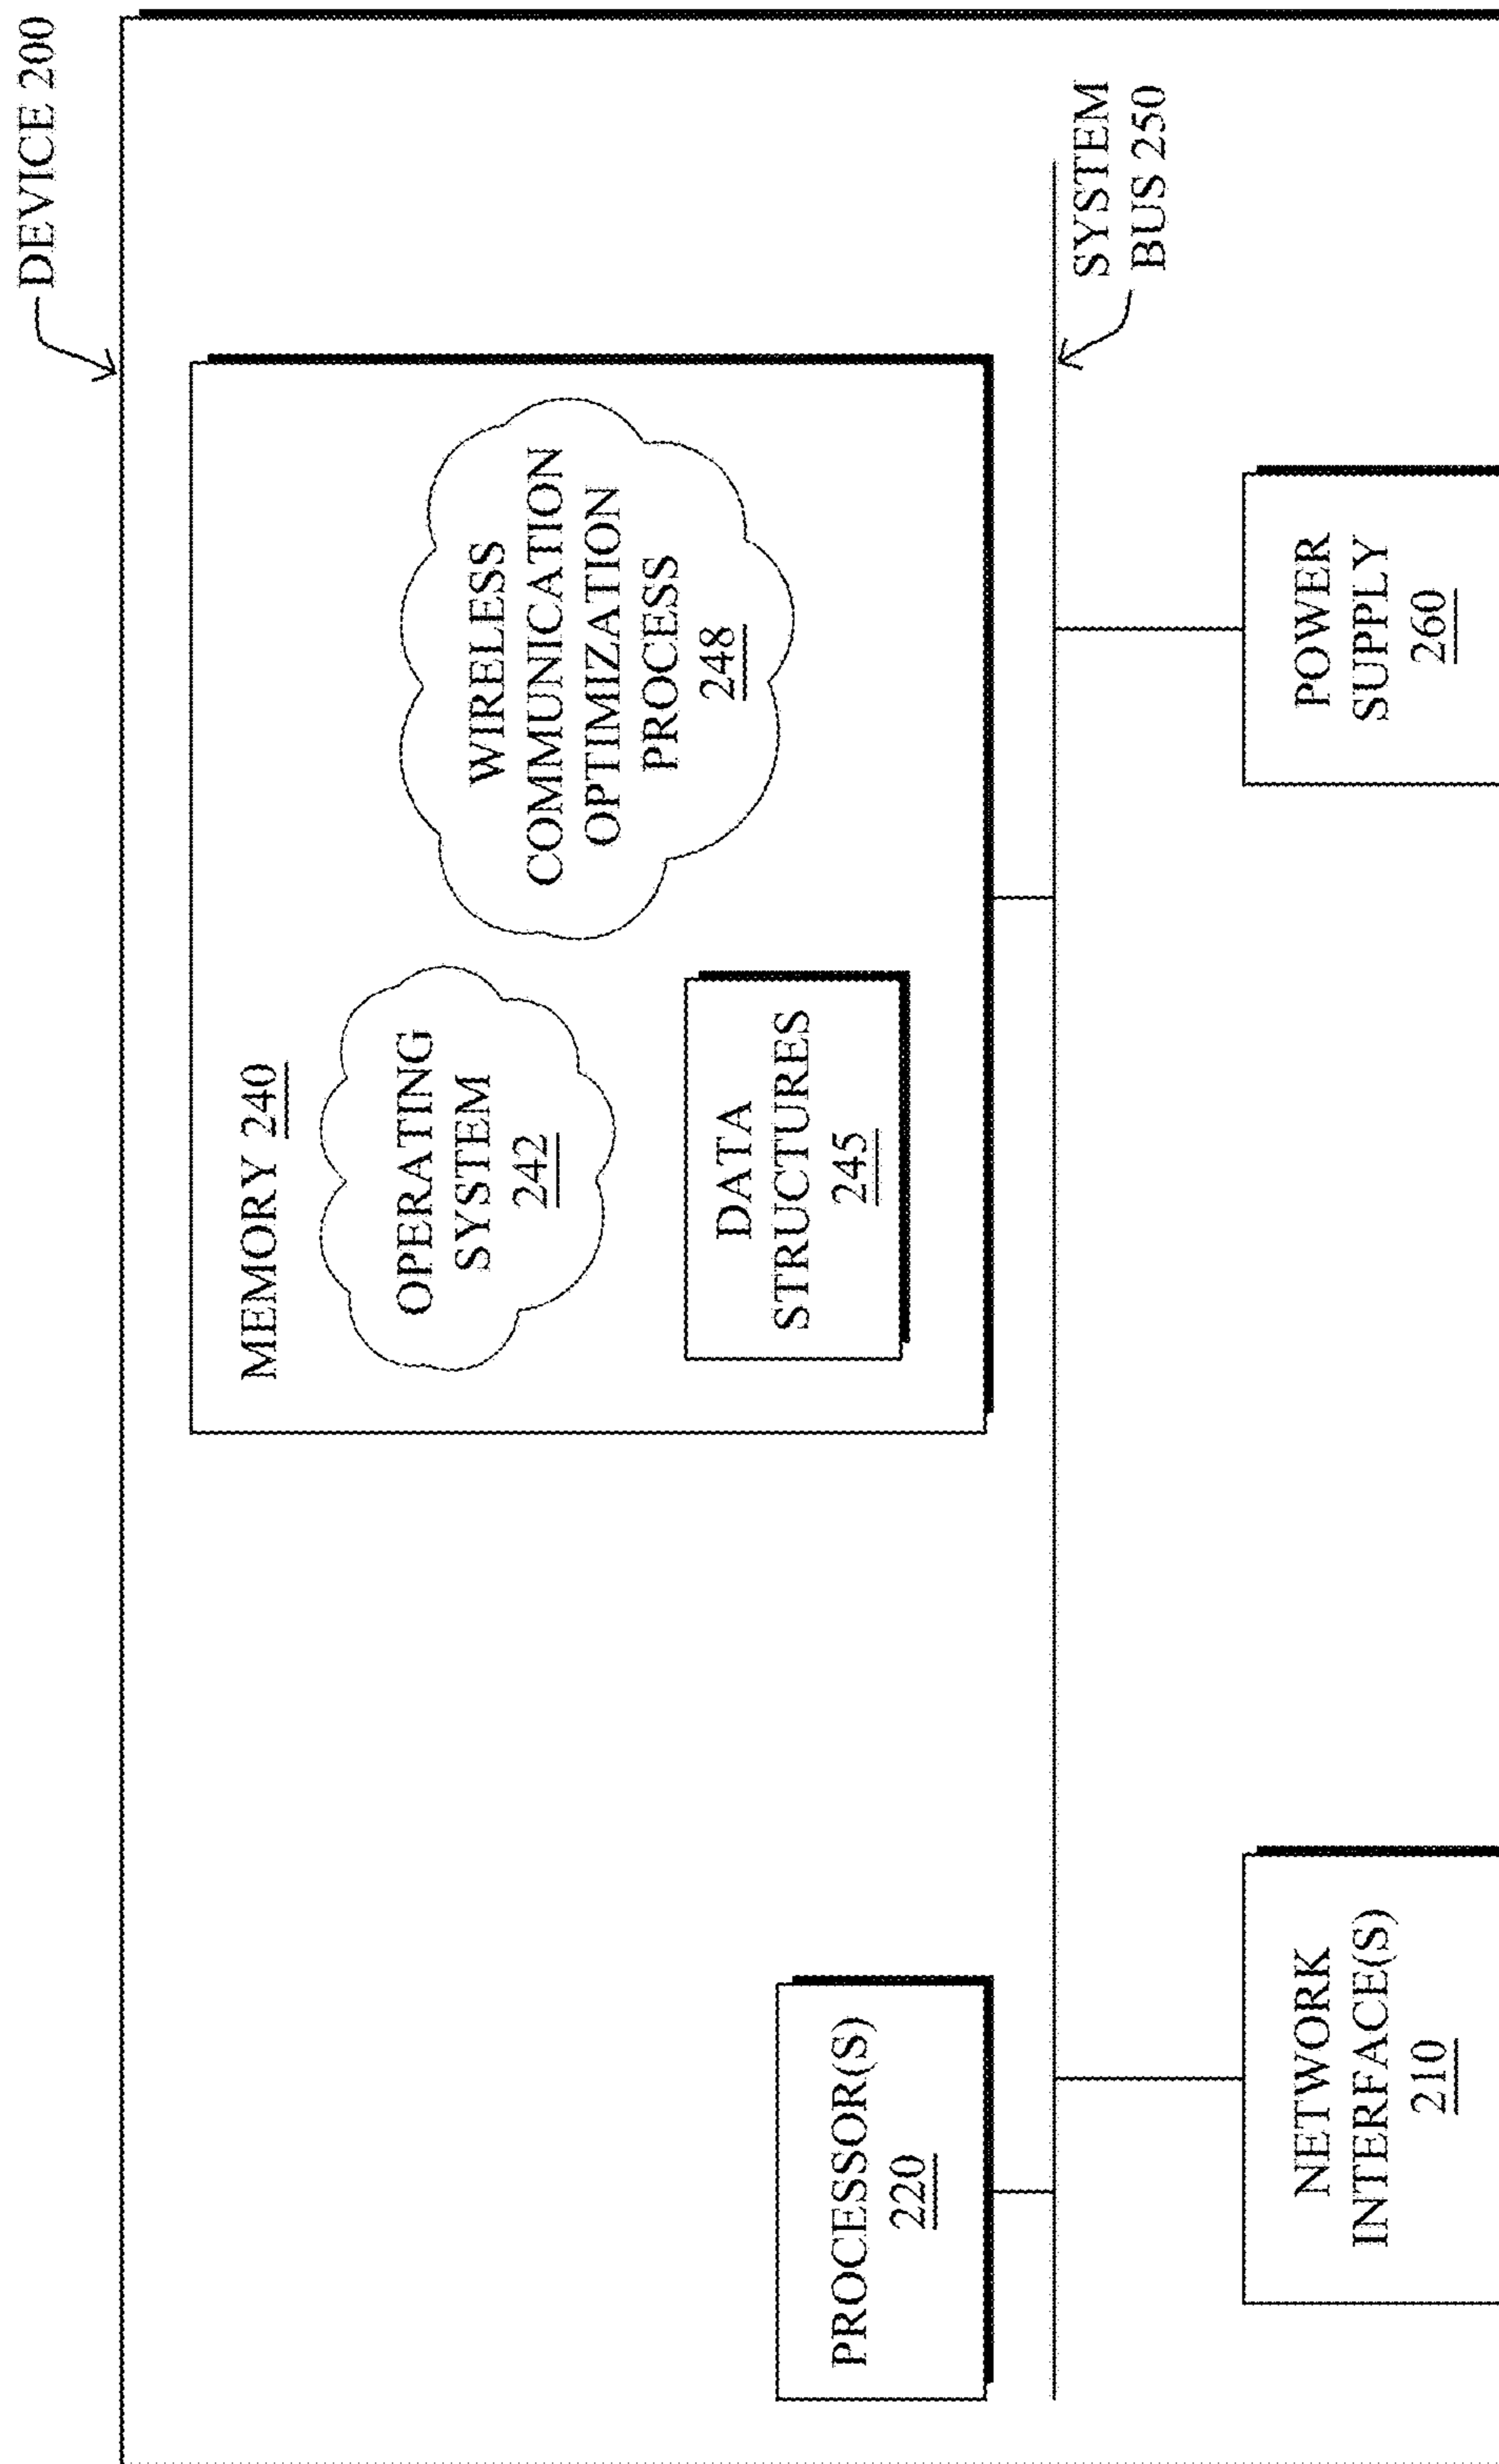 DEVICE 200
MEMORY 240
OPERATING
SYSTEM
242
DATA
STRUCTURES
245
WIRELESS
COMMUNICATION
OPTIMIZATION
PROCESS
248
PROCESSOR(S)
220
SYSTEM
BUS 250
NETWORK
INTERFACE(S)
210
POWER
SUPPLY
260